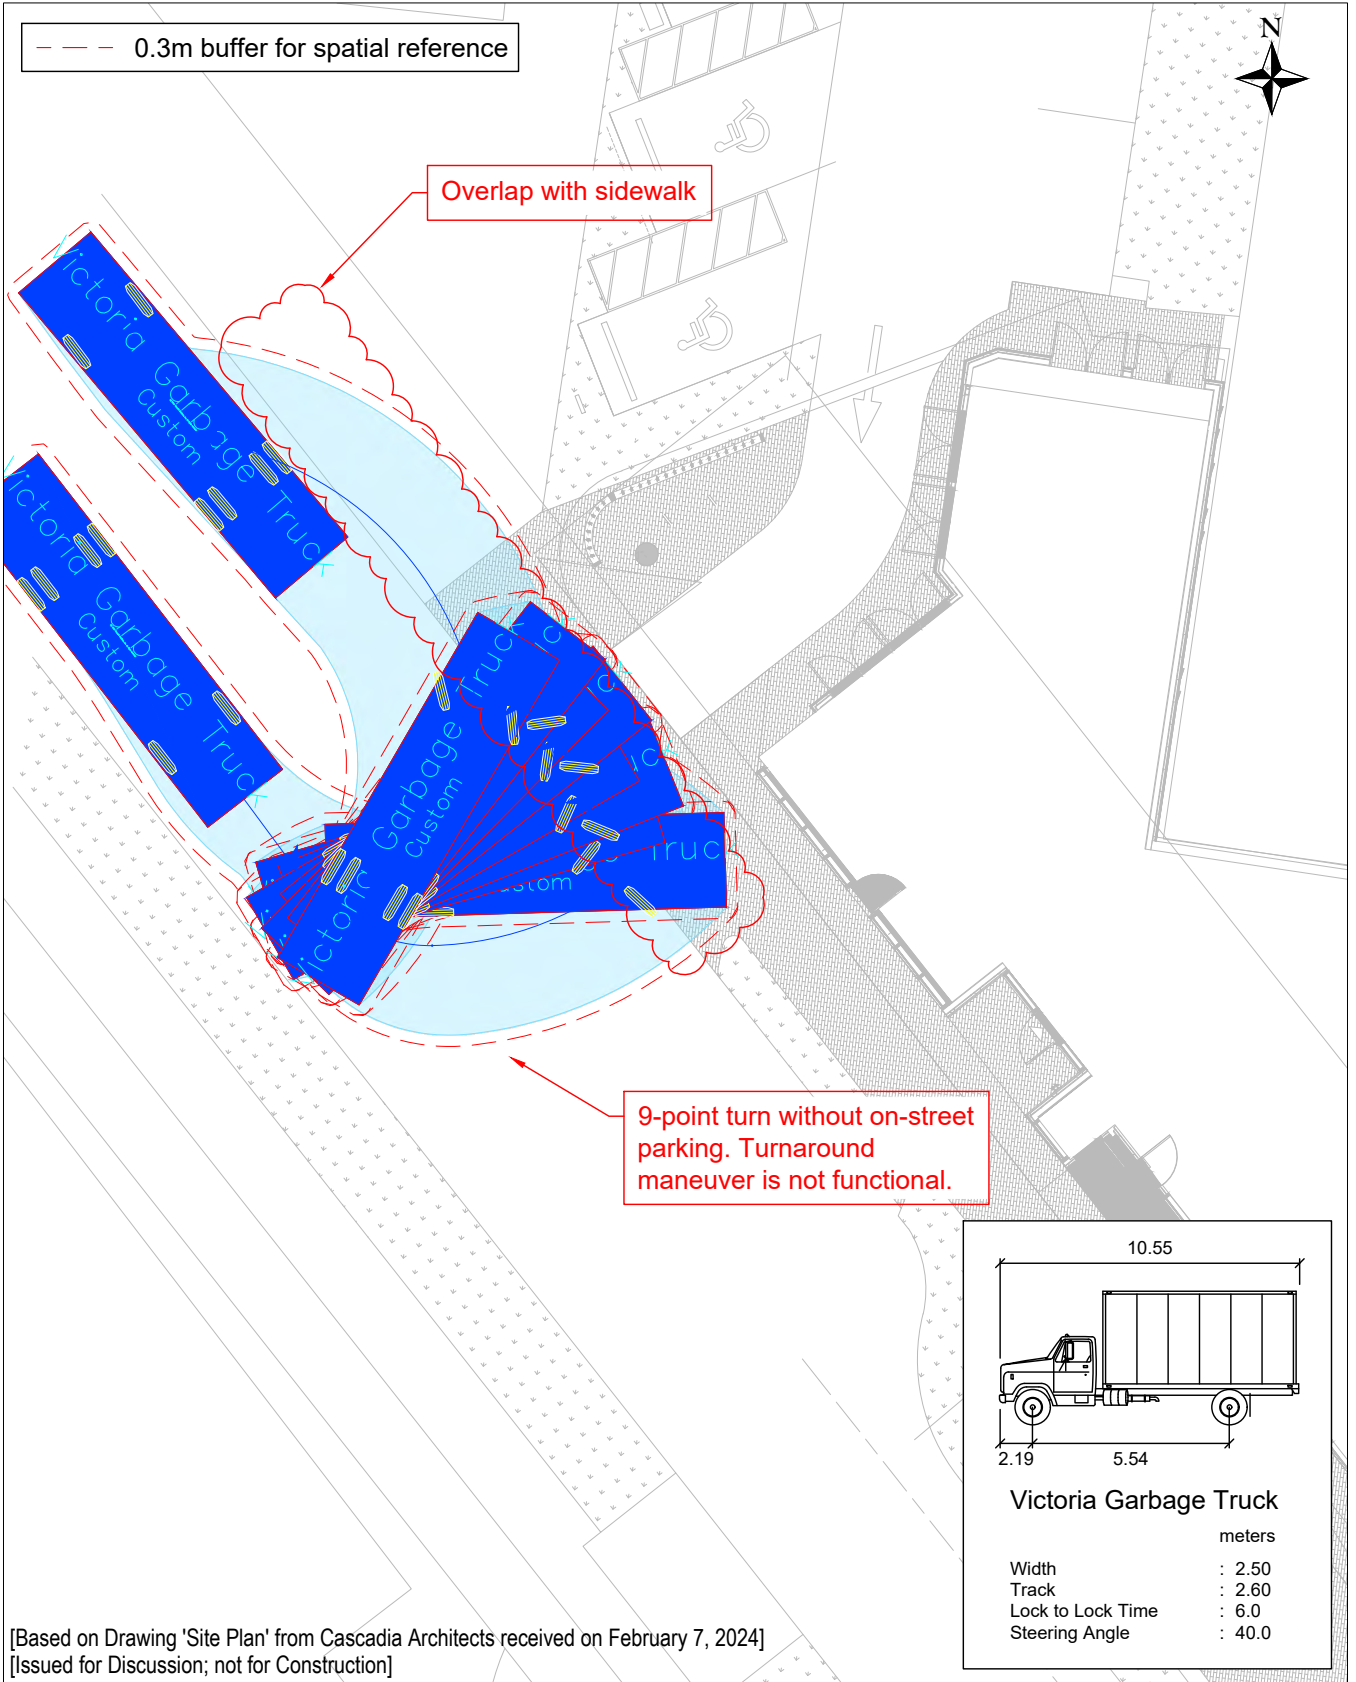 0.3m buffer for spatial reference
N
Overlap with sidewalk
Victoria Garbage Truck
Custom
Victoria Garbage Truck
Custom
Victoria Garbage Truck
Custom
Truc
stom
9-point turn without on-street
parking. Turnaround
maneuver is not functional.
10.55
2.19
5.54
Victoria Garbage Truck
meters
Width : 2.50
Track : 2.60
Lock to Lock Time : 6.0
Steering Angle : 40.0
[Based on Drawing 'Site Plan' from Cascadia Architects received on February 7, 2024]
[Issued for Discussion; not for Construction]